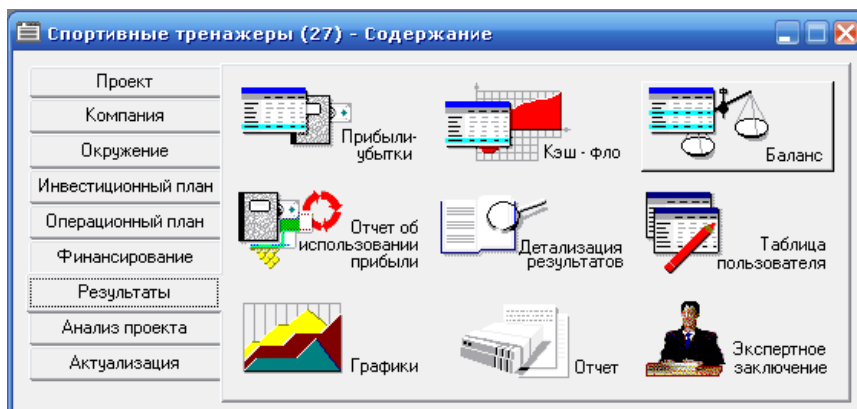 Спортивные тренажеры (27) - Содержание
Проект
Компания
Окружение
Инвестиционный план
Операционный план
Финансирование
Результаты
Анализ проекта
Актуализация
Прибыли-
убытки
Кэш - фло
Баланс
Отчет об
использовании
прибыли
Детализация
результатов
Таблица
пользователя
Графики
Отчет
Экспертное
заключение